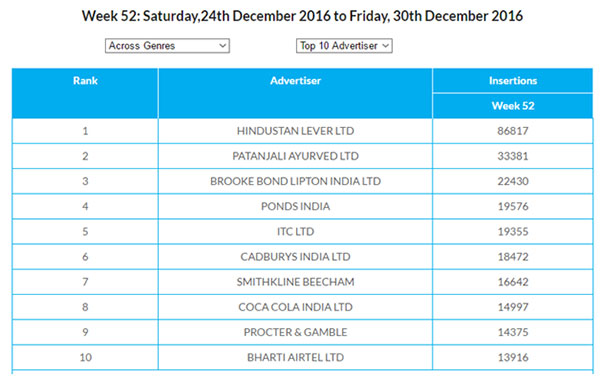 Week 52: Saturday,24th December 2016 to Friday, 30th December 2016
Across Genres Top 10 Advertiser
Rank Advertiser Insertions
Week 52
1 HINDUSTAN LEVER LTD 86817
2 PATANJALI AYURVED LTD 33381
3 BROOKE BOND LIPTON INDIA LTD 22430
4 PONDS INDIA 19576
5 ITC LTD 19355
6 CADBURYS INDIA LTD 18472
7 SMITHKLINE BEECHAM 16642
8 COCA COLA INDIA LTD 14997
9 PROCTER & GAMBLE 14375
10 BHARTI AIRTEL LTD 13916